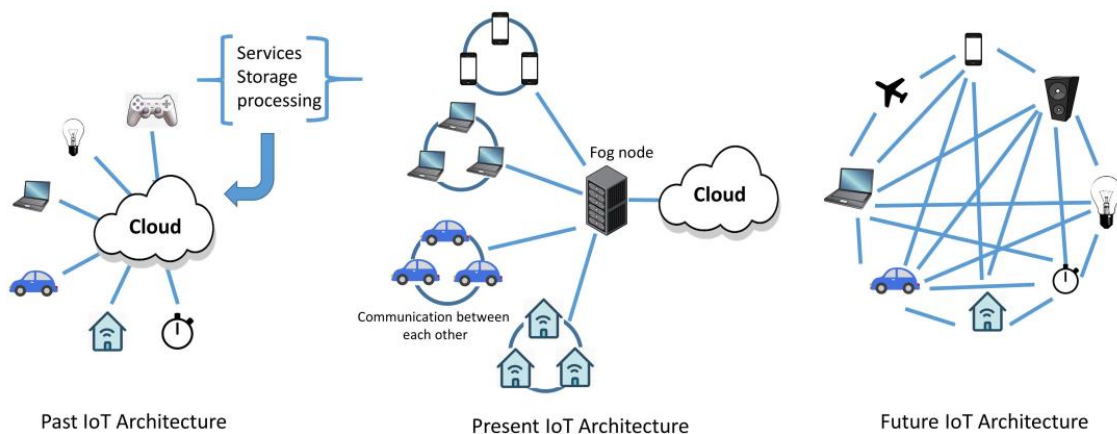 Services
Storage
processing
Cloud
Past IoT Architecture
Fog node
Cloud
Communication between
each other
Present IoT Architecture
Future IoT Architecture